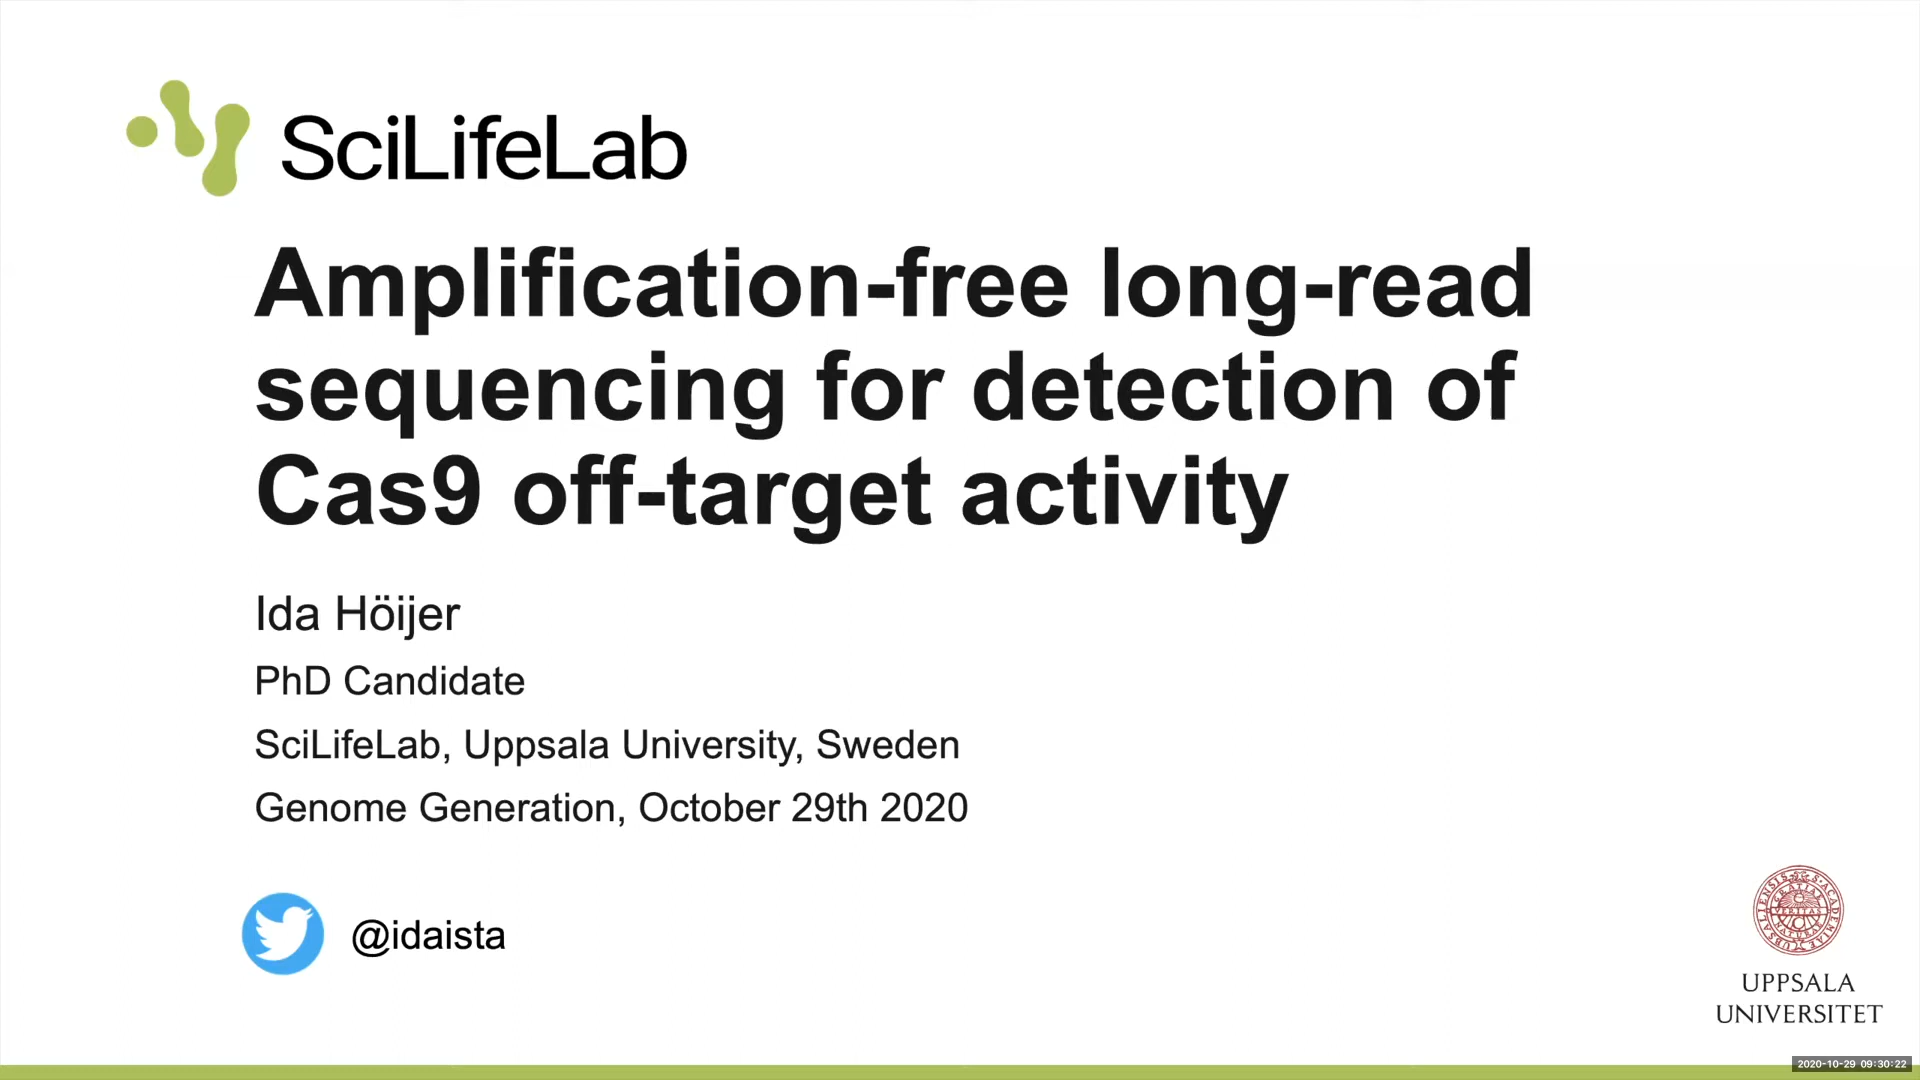 SciLifeLab
Amplification-free long-read
sequencing for detection of
Cas9 off-target activity
Ida Höijer
PhD Candidate
SciLifeLab, Uppsala University, Sweden
Genome Generation, October 29th 2020
@idaista
UPPSALA
UNIVERSITET
2020-10-29 09:30:22